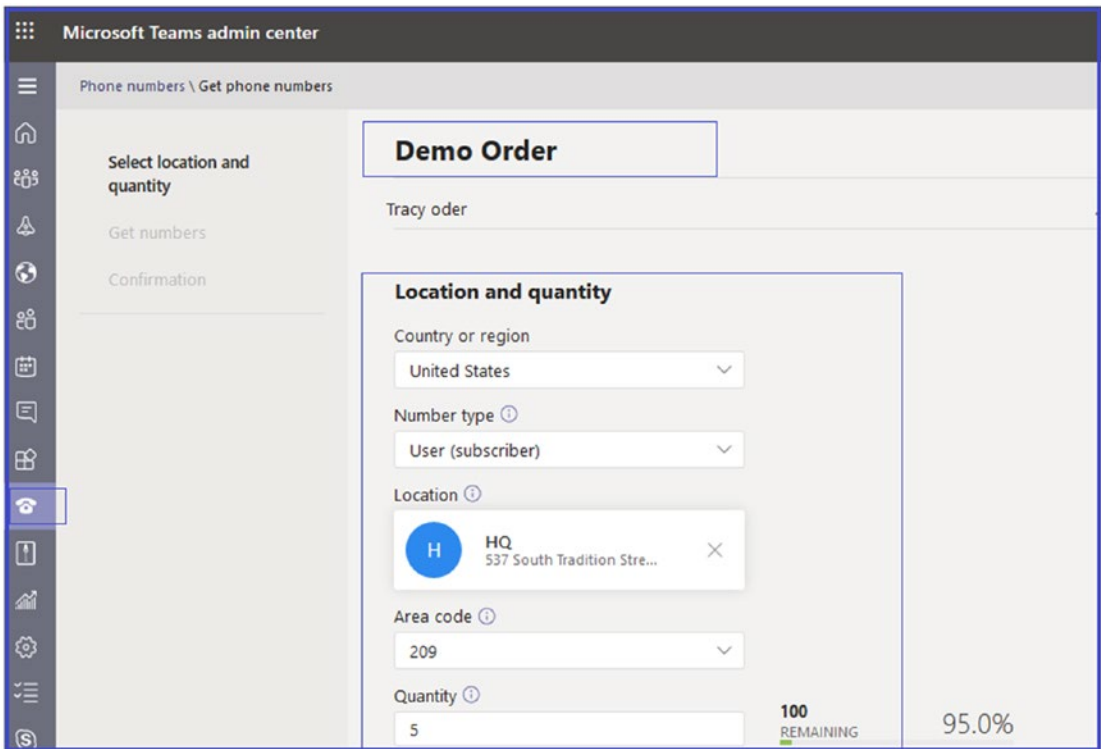 Microsoft Teams admin center
Phone numbers \ Get phone numbers
Select location and
quantity
Get numbers
Confirmation
Demo Order
Tracy oder
Location and quantity
Country or region
United States
Number type
User (subscriber)
Location
H
HQ
537 South Tradition Stre...
Area code
209
Quantity
5
100
REMAINING
95.0%